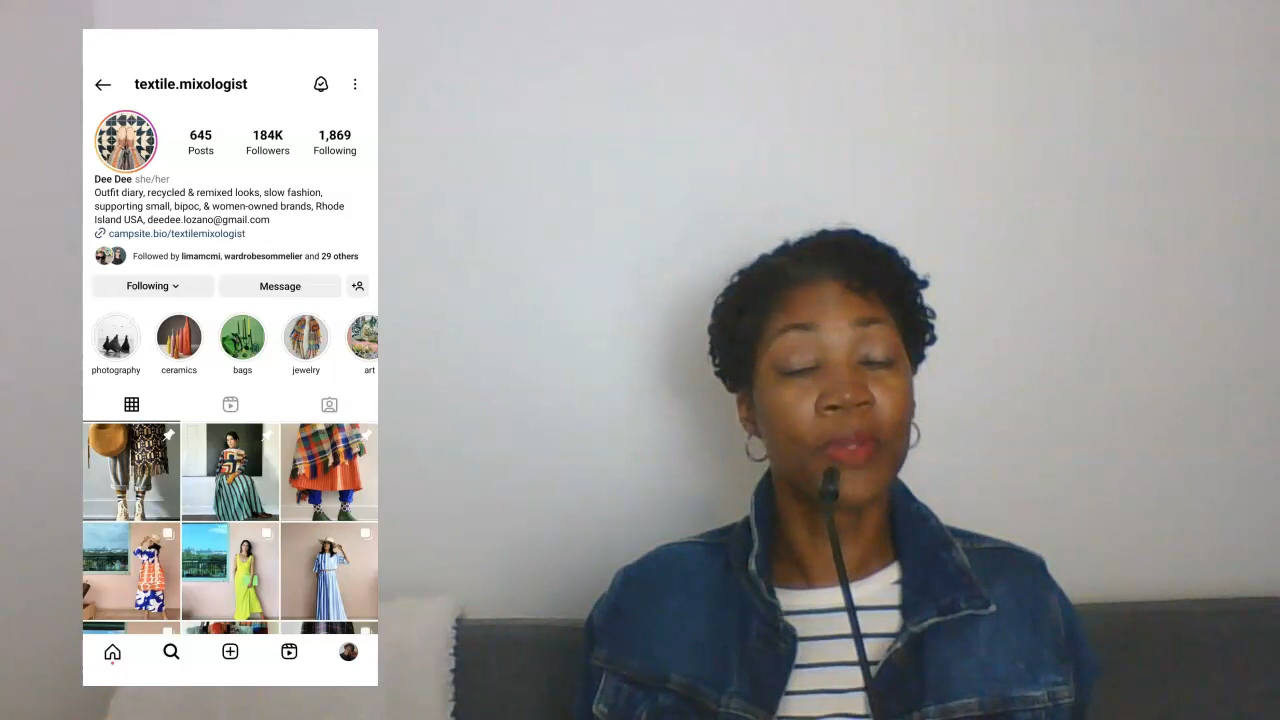 textile.mixologist
645
184K
1,869
Posts
Followers
Following
Dee Dee she/her
Outfit diary, recycled & remixed looks, slow fashion,
supporting small, bipoc, & women-owned brands, Rhode
Island USA, deedee.lozano@gmail.com
campsite.bio/textilemixologist
Followed by limamcmi, wardrobesommelier and 29 others
Following
Message
photography
ceramics
bags
jewelry
art